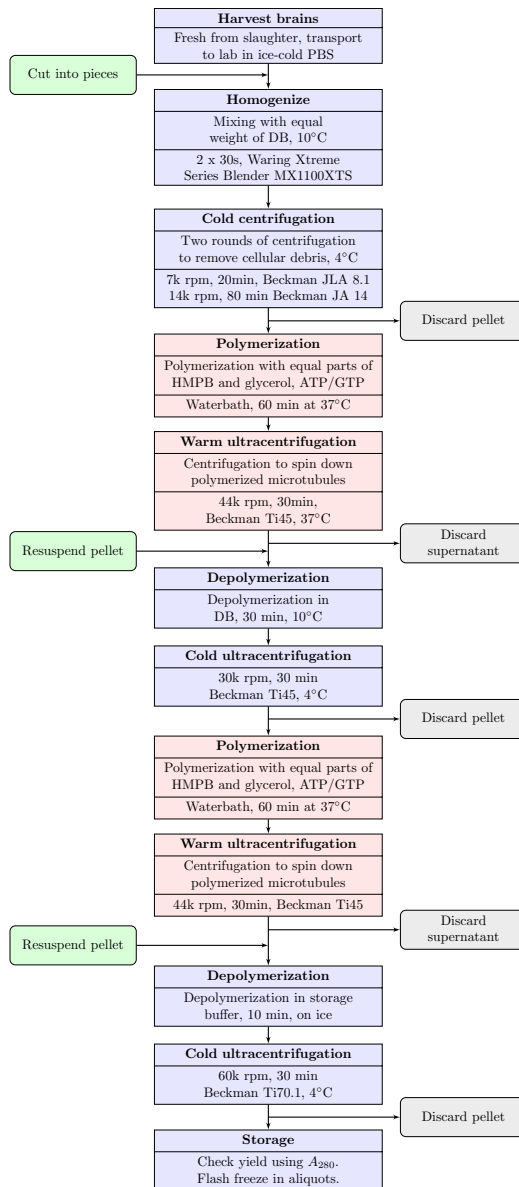 Harvest brains
Fresh from slaughter, transport
to lab in ice-cold PBS
Cut into pieces
Homogenize
Mixing with equal
weight of DB, 10°C
2 x 30s, Waring Xtreme
Series Blender MX1100XTS
Cold centrifugation
Two rounds of centrifugation
to remove cellular debris, 4°C
7k rpm, 20min, Beckman JLA 8.1
14k rpm, 80 min Beckman JA 14
Discard pellet
Polymerization
Polymerization with equal parts of
HMPB and glycerol, ATP/GTP
Waterbath, 60 min at 37°C
Warm ultracentrifugation
Centrifugation to spin down
polymerized microtubules
44k rpm, 30min,
Beckman Ti45, 37°C
Discard
supernatant
Resuspend pellet
Depolymerization
Depolymerization in
DB, 30 min, 10°C
Cold ultracentrifugation
30k rpm, 30 min
Beckman Ti45, 4°C
Discard pellet
Polymerization
Polymerization with equal parts of
HMPB and glycerol, ATP/GTP
Waterbath, 60 min at 37°C
Warm ultracentrifugation
Centrifugation to spin down
polymerized microtubules
44k rpm, 30min, Beckman Ti45
Discard
supernatant
Resuspend pellet
Depolymerization
Depolymerization in storage
buffer, 10 min, on ice
Cold ultracentrifugation
60k rpm, 30 min
Beckman Ti70.1, 4°C
Discard pellet
Storage
Check yield using A280.
Flash freeze in aliquots.